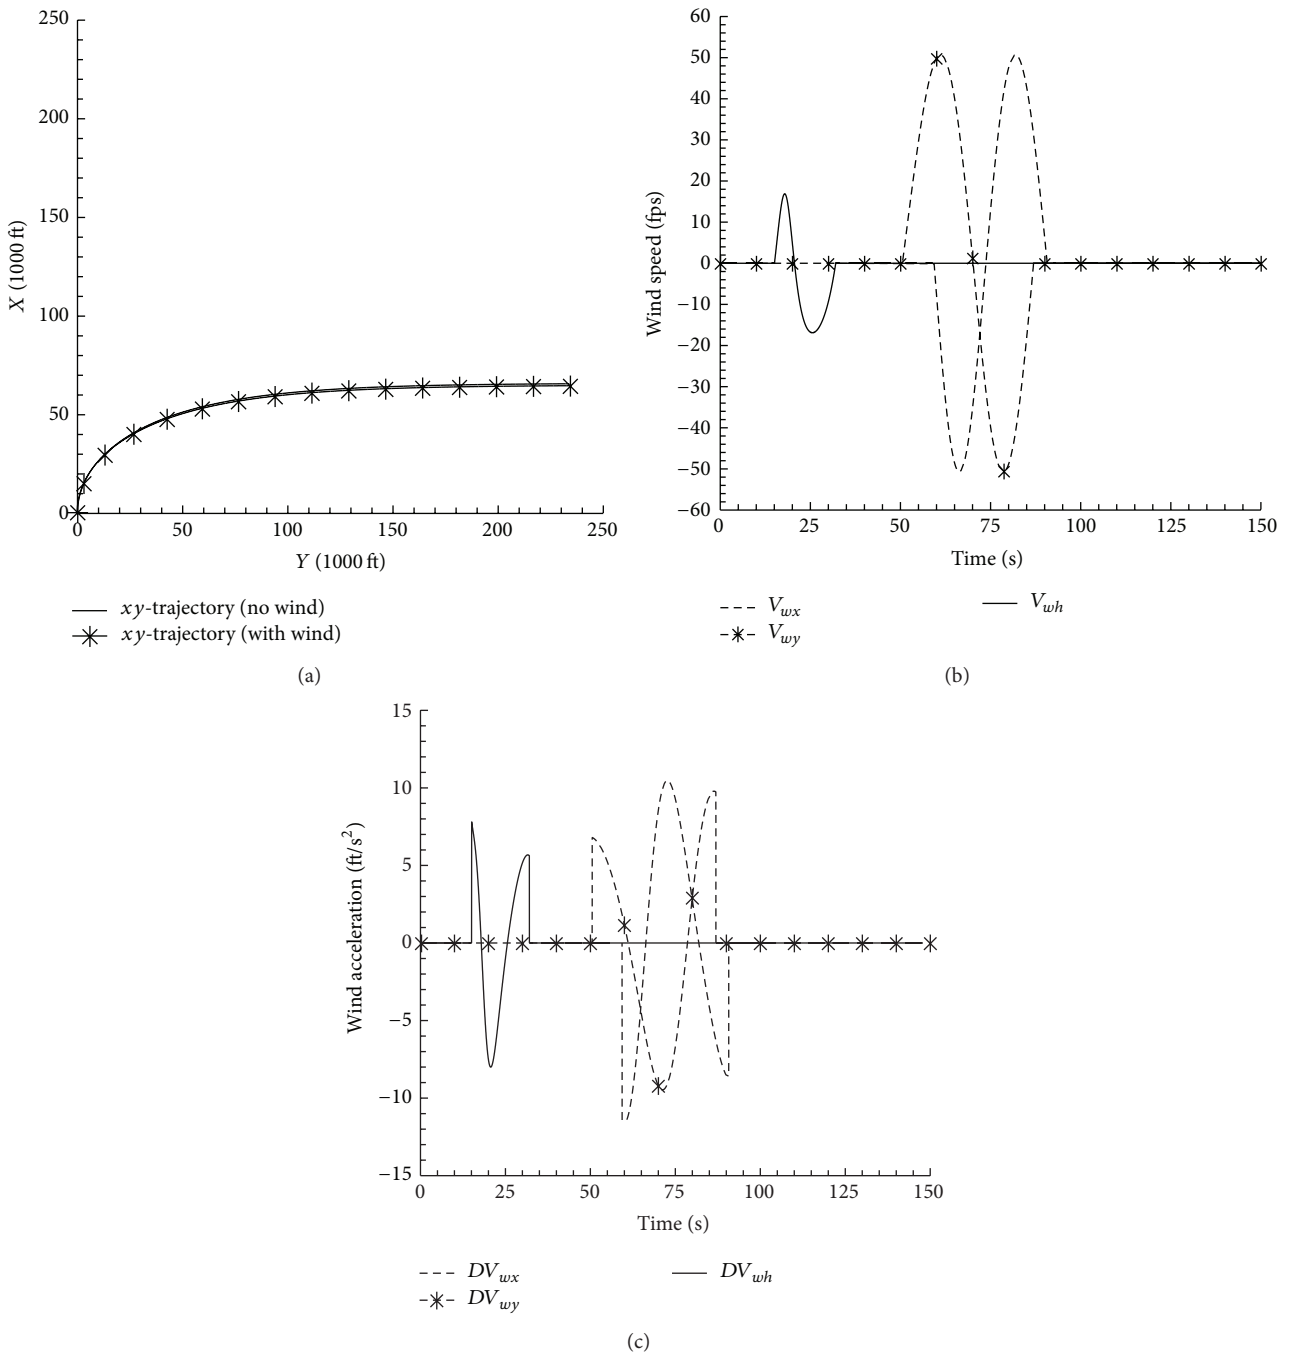 250
200
150
100
50
0
X (1000 ft)
0 50 100 150 200 250
Y (1000 ft)
xy-trajectory (no wind)
xy-trajectory (with wind)
(a)
60
50
40
30
20
10
0
−10
−20
−30
−40
−50
−60
Wind speed (fps)
0 25 50 75 100 125 150
Time (s)
V_wx
V_wy
V_wh
(b)
15
10
5
0
−5
−10
−15
Wind acceleration (ft/s²)
0 25 50 75 100 125 150
Time (s)
DV_wx
DV_wy
DV_wh
(c)